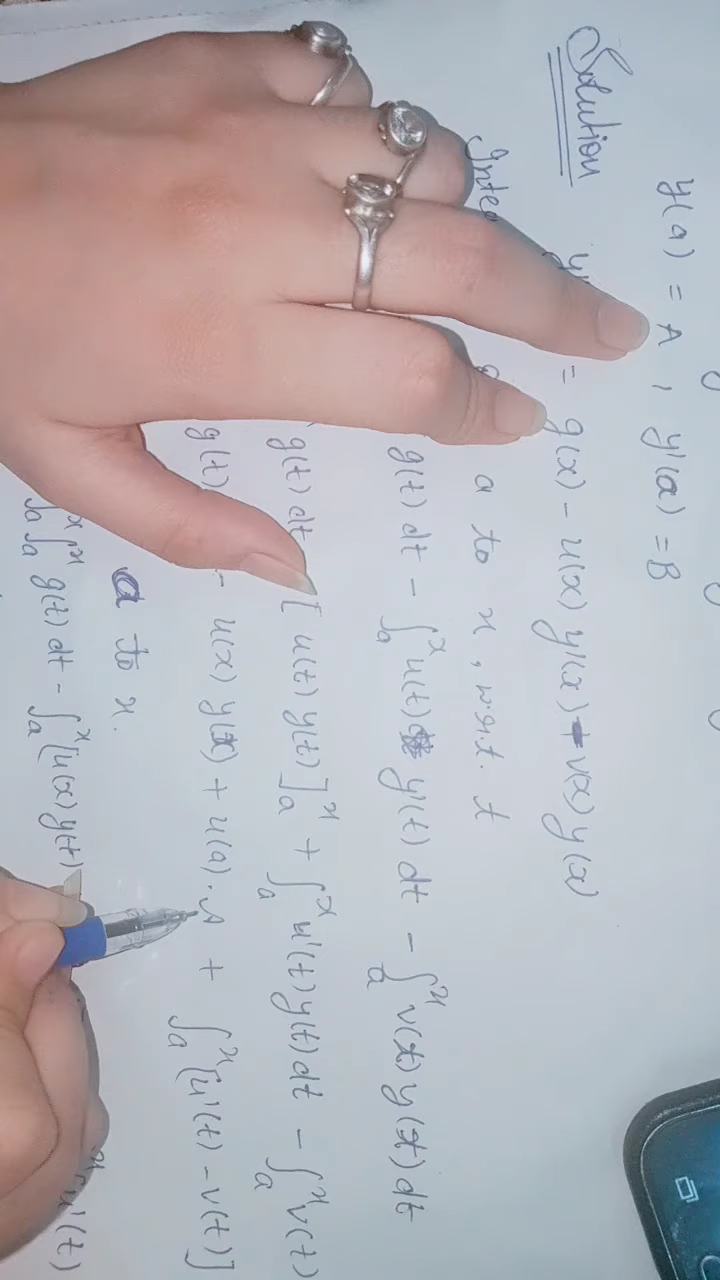 y(a) = A , y'(a) = B
Solution = g(x) - u(x) y'(x) + v(x) y(x)
a to x, w.r.t. t
g(t) dt - ∫ₐˣ u(t) y'(t) dt - ∫ₐˣ v(t) y(t) dt
g(t) dt [u(t) y(t)]ₐˣ + ∫ₐˣ u'(t) y(t) dt - ∫ₐˣ v(t)
g(t) - u(x) y(x) + u(a).A + ∫ₐˣ [u'(t) - v(t)]
a to x.
∫ₐˣ ∫ₐˣ g(t) dt - ∫ₐˣ [u(x) y(t) u'(t)